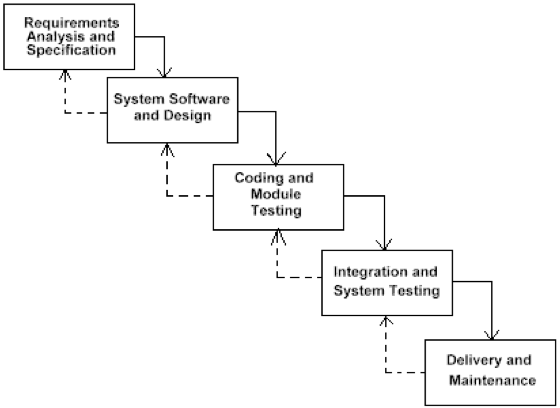 Requirements
Analysis and
Specification
System Software
and Design
Coding and
Module
Testing
Integration and
System Testing
Delivery and
Maintenance